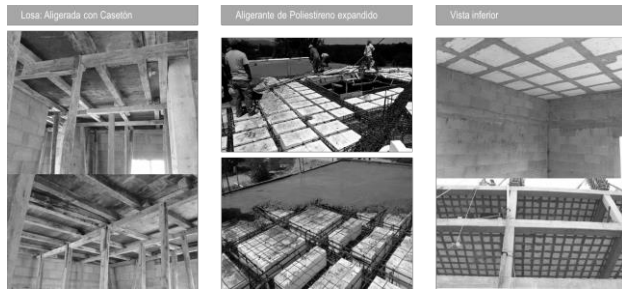 Losa: Aligerada con Casetón
Aligerante de Poliestireno expandido
Vista inferior